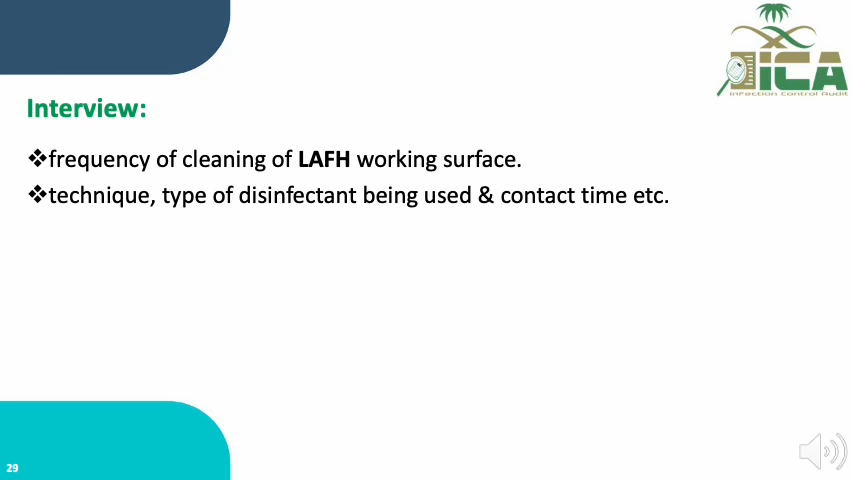 iCA
Infection Control Audit
Interview:
❖frequency of cleaning of LAFH working surface.
❖technique, type of disinfectant being used & contact time etc.
29